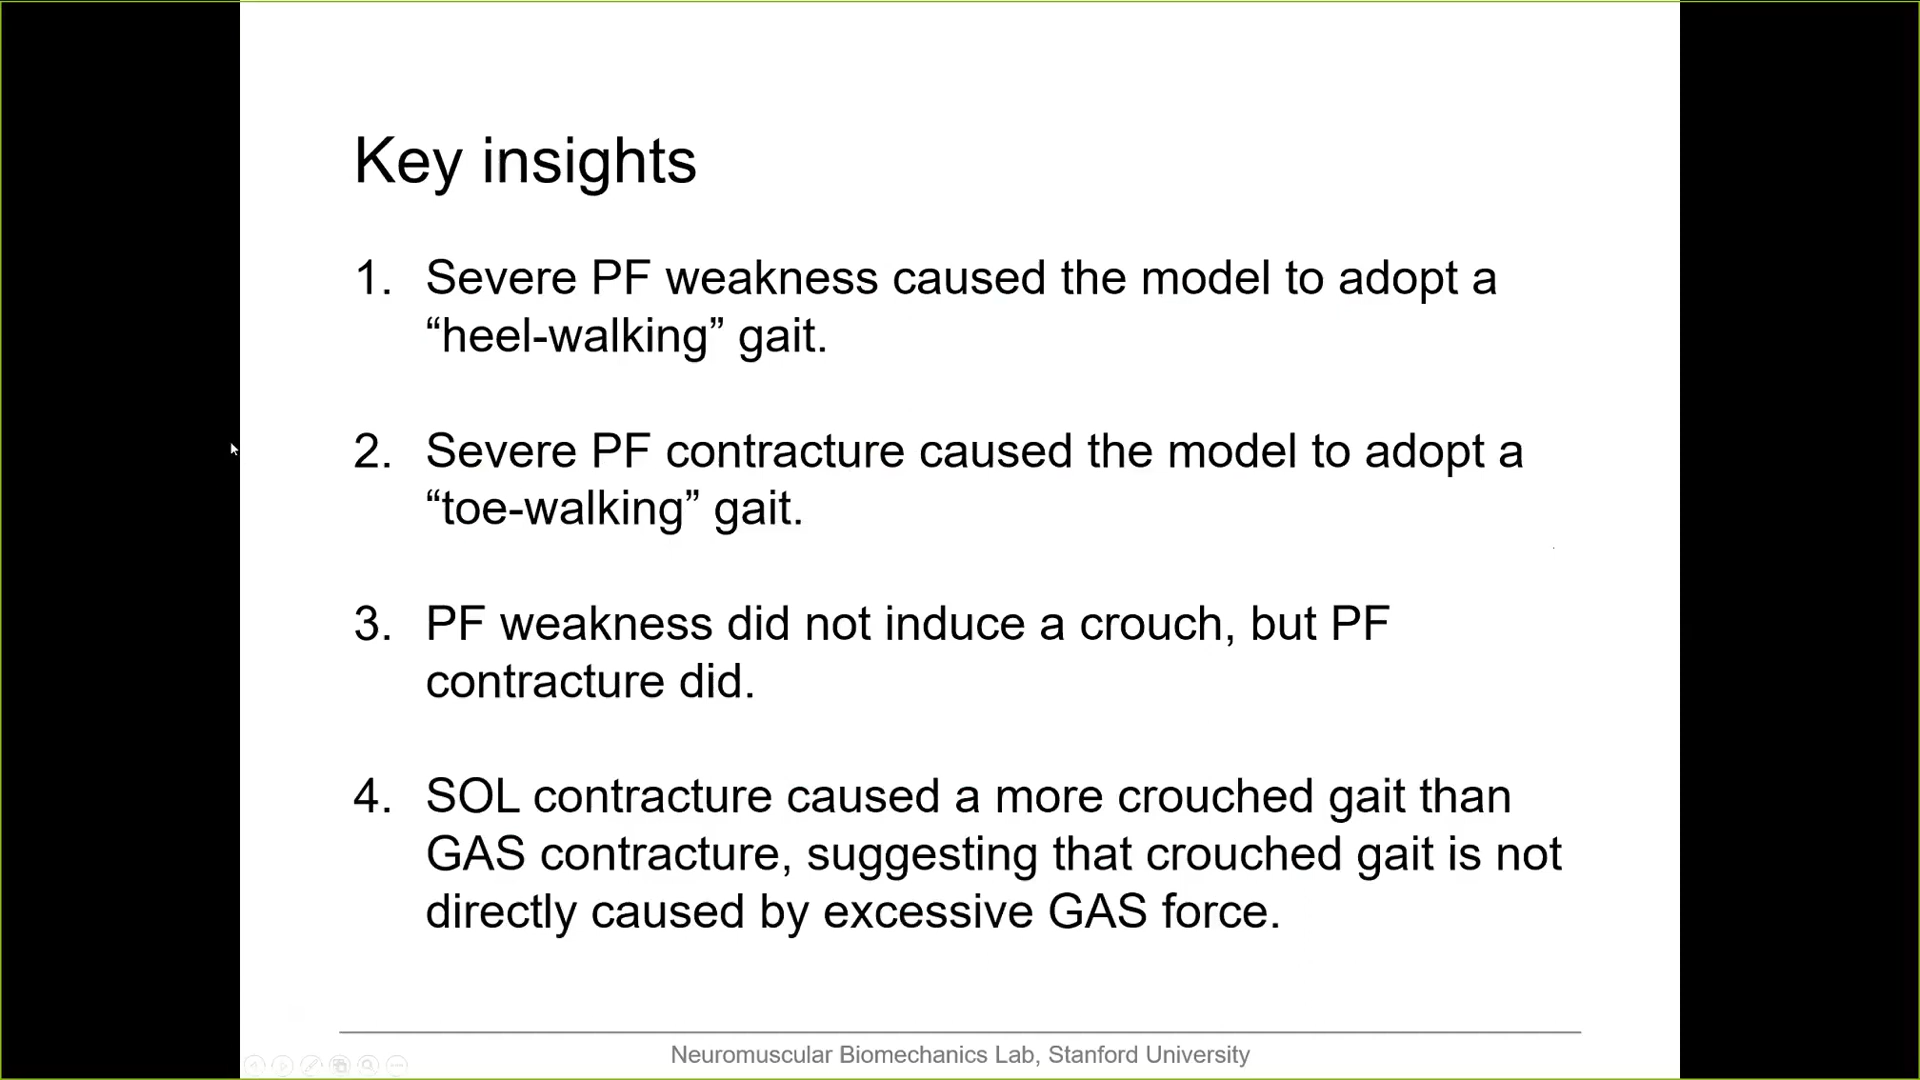 Key insights
1. Severe PF weakness caused the model to adopt a
“heel-walking” gait.
2. Severe PF contracture caused the model to adopt a
“toe-walking” gait.
3. PF weakness did not induce a crouch, but PF
contracture did.
4. SOL contracture caused a more crouched gait than
GAS contracture, suggesting that crouched gait is not
directly caused by excessive GAS force.
Neuromuscular Biomechanics Lab, Stanford University